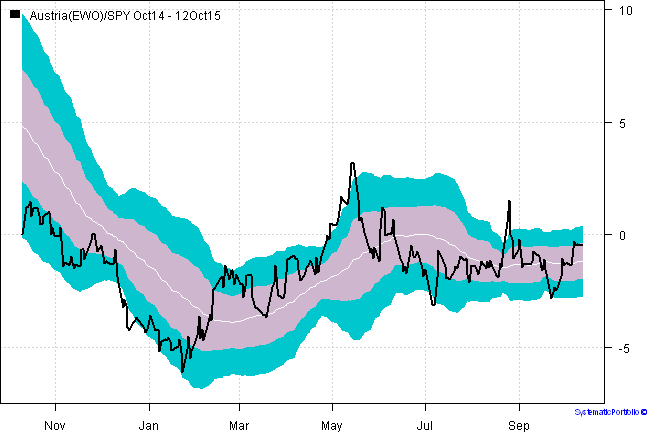 Austria(EWO)/SPY Oct14 - 12Oct15
10
5
0
-5
Nov Jan Mar May Jul Sep
SystematicPortfolio ©